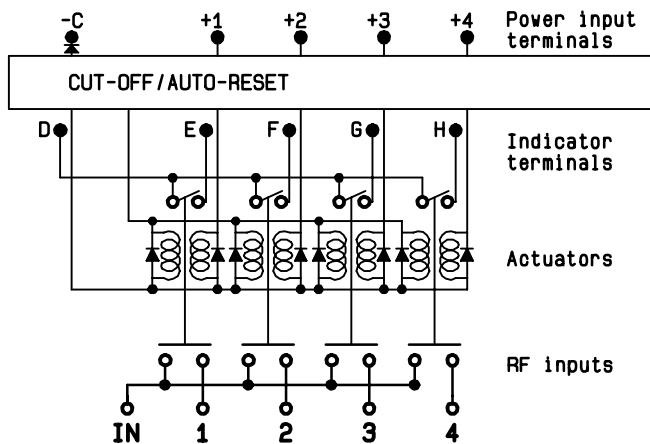 -C +1 +2 +3 +4 Power input
terminals
CUT-OFF/AUTO-RESET
D E F G H Indicator
terminals
Actuators
RF inputs
IN 1 2 3 4